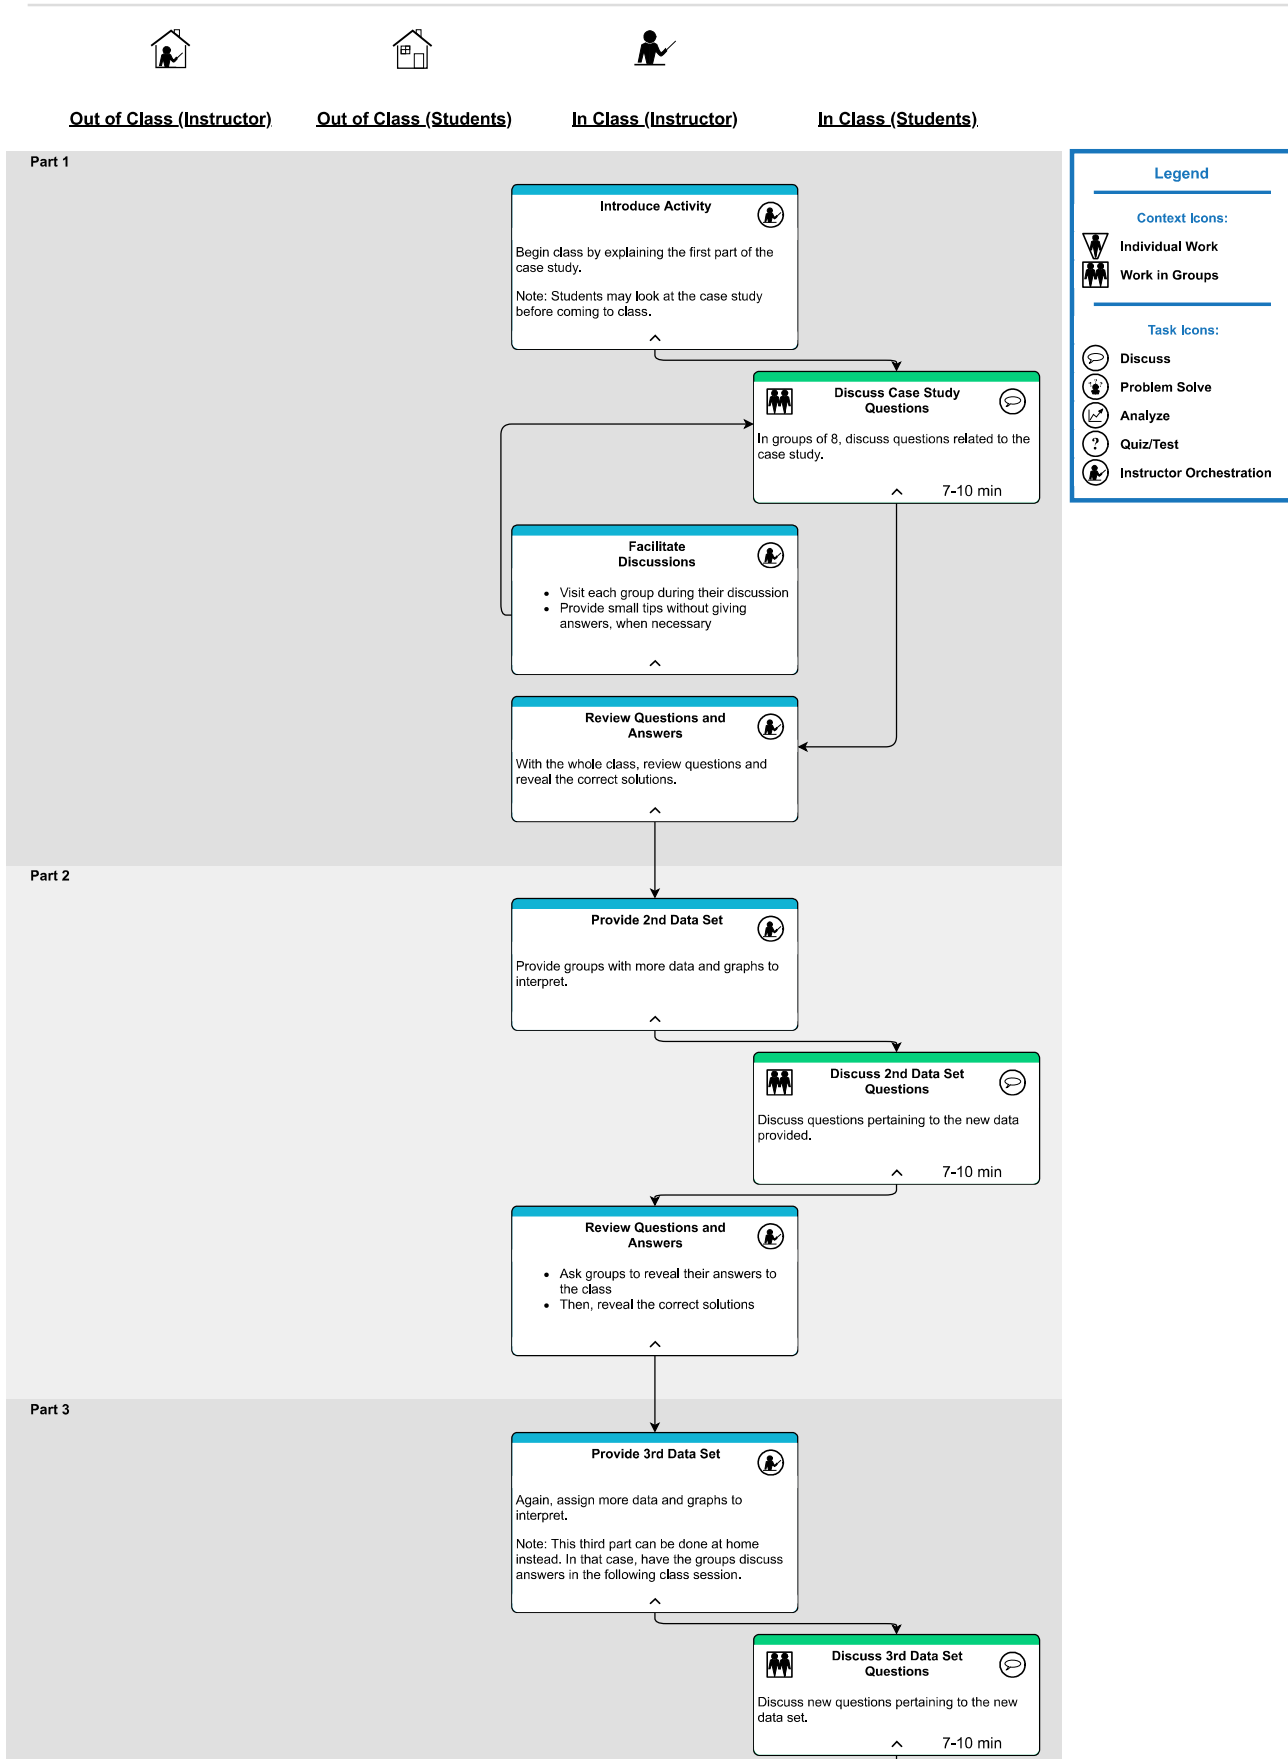 Out of Class (Instructor)
Out of Class (Students)
In Class (Instructor)
In Class (Students)
Part 1
Introduce Activity
Begin class by explaining the first part of the
case study.
Note: Students may look at the case study
before coming to class.
Discuss Case Study
Questions
In groups of 8, discuss questions related to the
case study.
7-10 min
Facilitate
Discussions
• Visit each group during their discussion
• Provide small tips without giving
answers, when necessary
Review Questions and
Answers
With the whole class, review questions and
reveal the correct solutions.
Part 2
Provide 2nd Data Set
Provide groups with more data and graphs to
interpret.
Discuss 2nd Data Set
Questions
Discuss questions pertaining to the new data
provided.
7-10 min
Review Questions and
Answers
• Ask groups to reveal their answers to
the class
• Then, reveal the correct solutions
Part 3
Provide 3rd Data Set
Again, assign more data and graphs to
interpret.
Note: This third part can be done at home
instead. In that case, have the groups discuss
answers in the following class session.
Discuss 3rd Data Set
Questions
Discuss new questions pertaining to the new
data set.
7-10 min
Legend
Context Icons:
Individual Work
Work in Groups
Task Icons:
Discuss
Problem Solve
Analyze
?
Quiz/Test
Instructor Orchestration